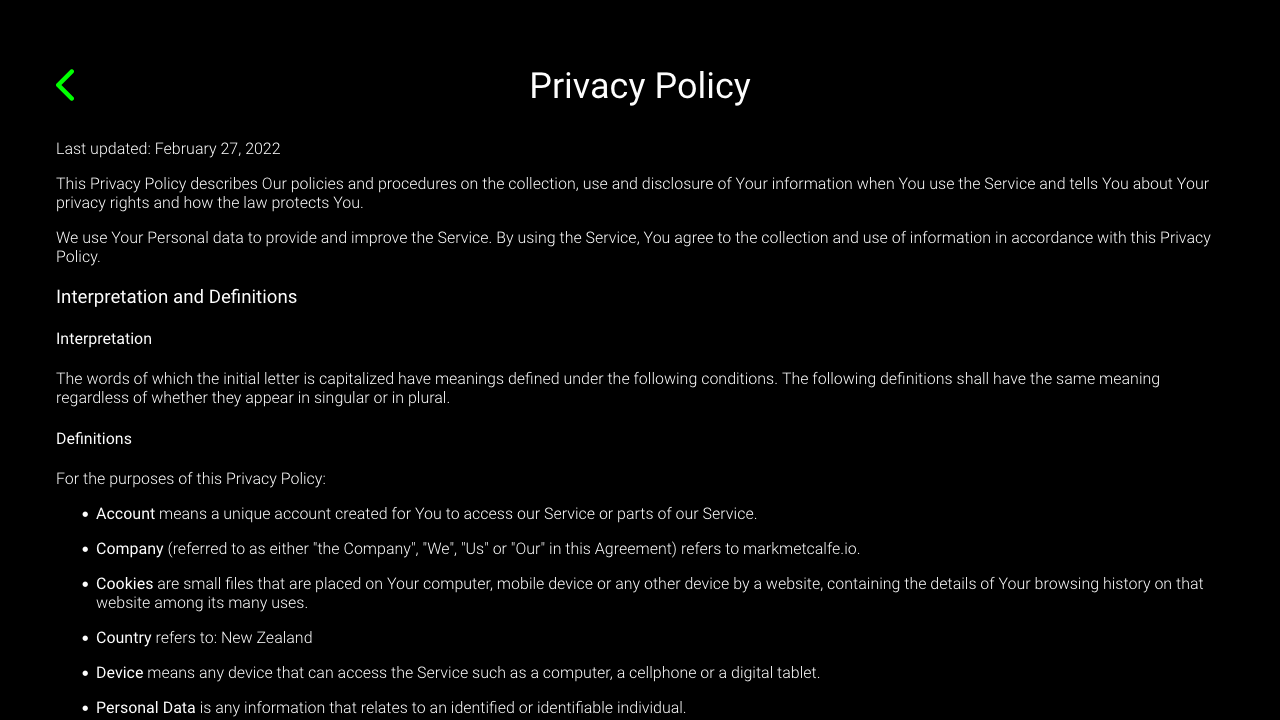 Privacy Policy
Last updated: February 27, 2022
This Privacy Policy describes Our policies and procedures on the collection, use and disclosure of Your information when You use the Service and tells You about Your
privacy rights and how the law protects You.
We use Your Personal data to provide and improve the Service. By using the Service, You agree to the collection and use of information in accordance with this Privacy
Policy.
Interpretation and Definitions
Interpretation
The words of which the initial letter is capitalized have meanings defined under the following conditions. The following definitions shall have the same meaning
regardless of whether they appear in singular or in plural.
Definitions
For the purposes of this Privacy Policy:
• Account means a unique account created for You to access our Service or parts of our Service.
• Company (referred to as either "the Company", "We", "Us" or "Our" in this Agreement) refers to markmetcalfe.io.
• Cookies are small files that are placed on Your computer, mobile device or any other device by a website, containing the details of Your browsing history on that
website among its many uses.
• Country refers to: New Zealand
• Device means any device that can access the Service such as a computer, a cellphone or a digital tablet.
• Personal Data is any information that relates to an identified or identifiable individual.